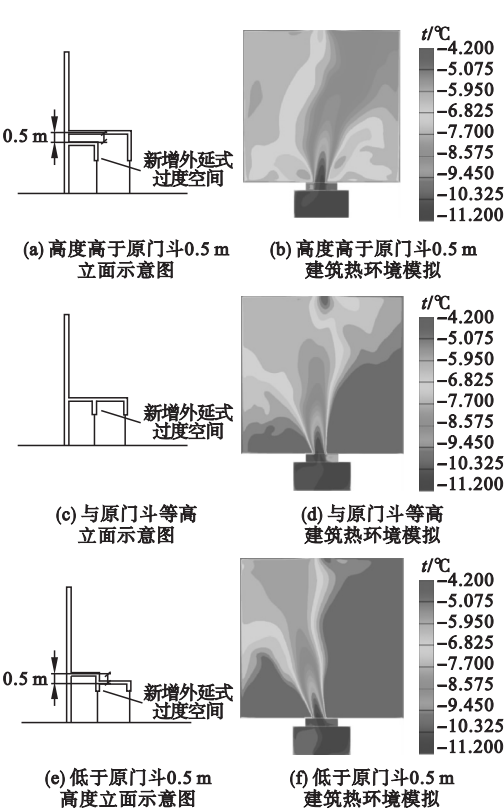 t/℃
-4.200
-5.075
-5.950
-6.825
-7.700
-8.575
-9.450
-10.325
-11.200
0.5 m
新增外延式
过度空间
(a) 高度高于原门斗0.5 m
立面示意图
(b) 高度高于原门斗0.5 m
建筑热环境模拟
t/℃
-4.200
-5.075
-5.950
-6.825
-7.700
-8.575
-9.450
-10.325
-11.200
新增外延式
过度空间
(c) 与原门斗等高
立面示意图
(d) 与原门斗等高
建筑热环境模拟
t/℃
-4.200
-5.075
-5.950
-6.825
-7.700
-8.575
-9.450
-10.325
-11.200
0.5 m
新增外延式
过度空间
(e) 低于原门斗0.5 m
高度立面示意图
(f) 低于原门斗0.5 m
建筑热环境模拟